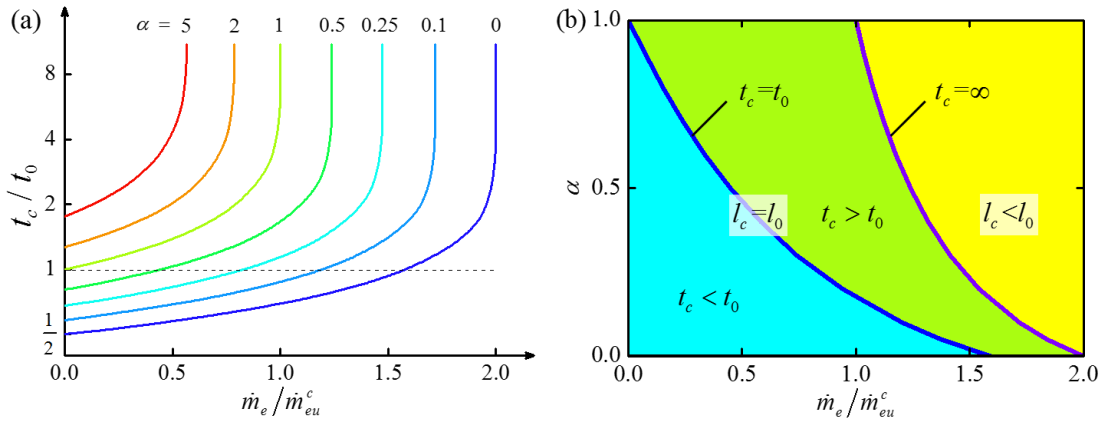 (a)
α = 5 2 1 0.5 0.25 0.1 0
8
4
2
1
1/2
t_c / t_0
0.0 0.5 1.0 1.5 2.0
ṁ_e / ṁ_eu^c
(b)
1.0
0.5
0.0
α
t_c=t_0
t_c=∞
l_c=l_0
t_c > t_0
l_c<l_0
t_c < t_0
0.0 0.5 1.0 1.5 2.0
ṁ_e / ṁ_eu^c